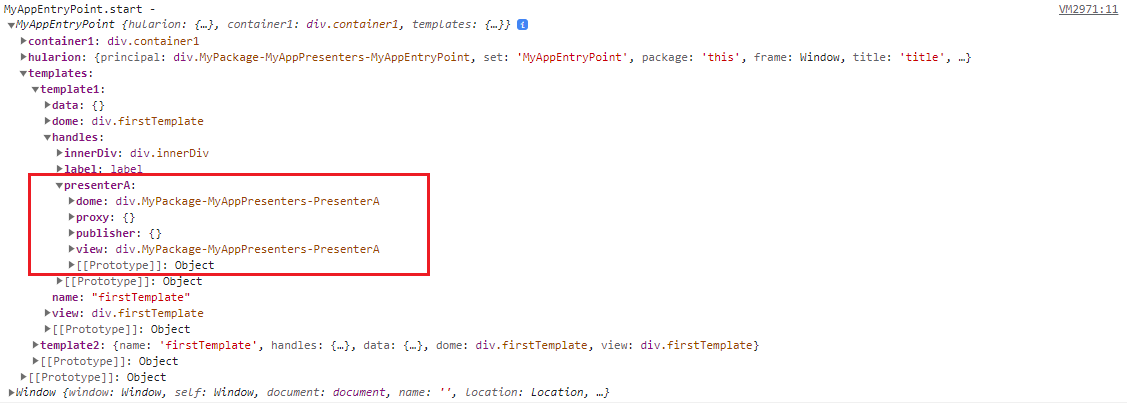 MyAppEntryPoint.start - VM2971:11
▼MyAppEntryPoint {hularion: {…}, container1: div.container1, templates: {…}} i
▶container1: div.container1
▶hularion: {principal: div.MyPackage-MyAppPresenters-MyAppEntryPoint, set: 'MyAppEntryPoint', package: 'this', frame: Window, title: 'title', …}
▼templates:
▼template1:
▶data: {}
▶dome: div.firstTemplate
▼handles:
▶innerDiv: div.innerDiv
▶label: label
▼presenterA:
▶dome: div.MyPackage-MyAppPresenters-PresenterA
▶proxy: {}
▶publisher: {}
▶view: div.MyPackage-MyAppPresenters-PresenterA
▶[[Prototype]]: Object
▶[[Prototype]]: Object
name: "firstTemplate"
▶view: div.firstTemplate
▶[[Prototype]]: Object
▶template2: {name: 'firstTemplate', handles: {…}, data: {…}, dome: div.firstTemplate, view: div.firstTemplate}
▶[[Prototype]]: Object
▶[[Prototype]]: Object
▶Window {window: Window, self: Window, document: document, name: '', location: Location, …}